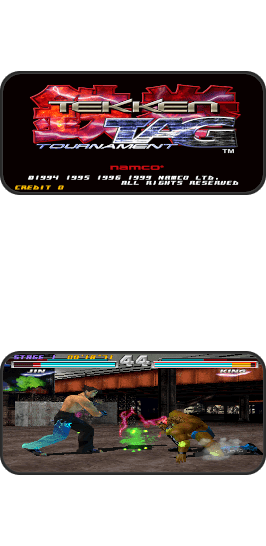 鉄拳
TEKKEN
TAG
TOURNAMENT
TM
namco
©1994 1995 1996 1999 NAMCO LTD.
ALL RIGHTS RESERVED
CREDIT 0
STAGE 1
44
JIN
KING